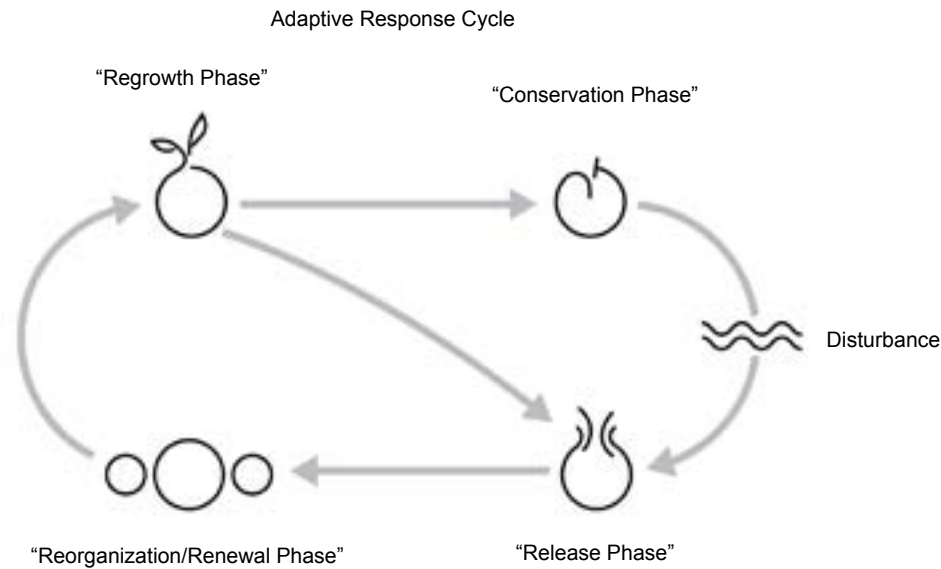 Adaptive Response Cycle
“Regrowth Phase”
“Conservation Phase”
Disturbance
“Reorganization/Renewal Phase”
“Release Phase”